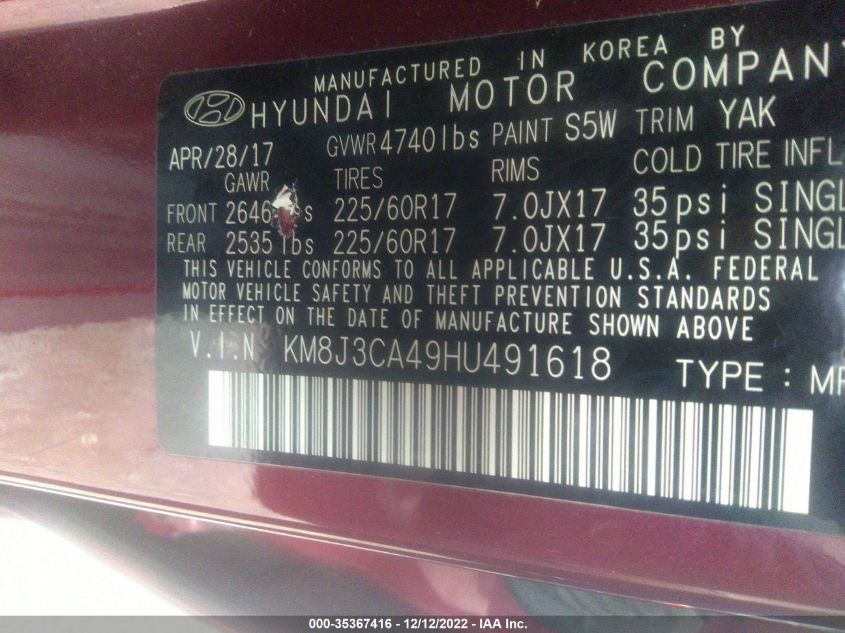 MANUFACTURED IN KOREA BY
HYUNDAI MOTOR COMPANY
APR/28/17 GVWR 4740lbs PAINT S5W TRIM YAK
GAWR TIRES RIMS COLD TIRE INFL
FRONT 2646 s 225/60R17 7.0JX17 35psi SINGL
REAR 2535 lbs 225/60R17 7.0JX17 35psi SINGL
THIS VEHICLE CONFORMS TO ALL APPLICABLE U.S.A. FEDERAL
MOTOR VEHICLE SAFETY AND THEFT PREVENTION STANDARDS
IN EFFECT ON THE DATE OF MANUFACTURE SHOWN ABOVE
V.I.N KM8J3CA49HU491618 TYPE : MP
000-35367416 - 12/12/2022 - IAA Inc.